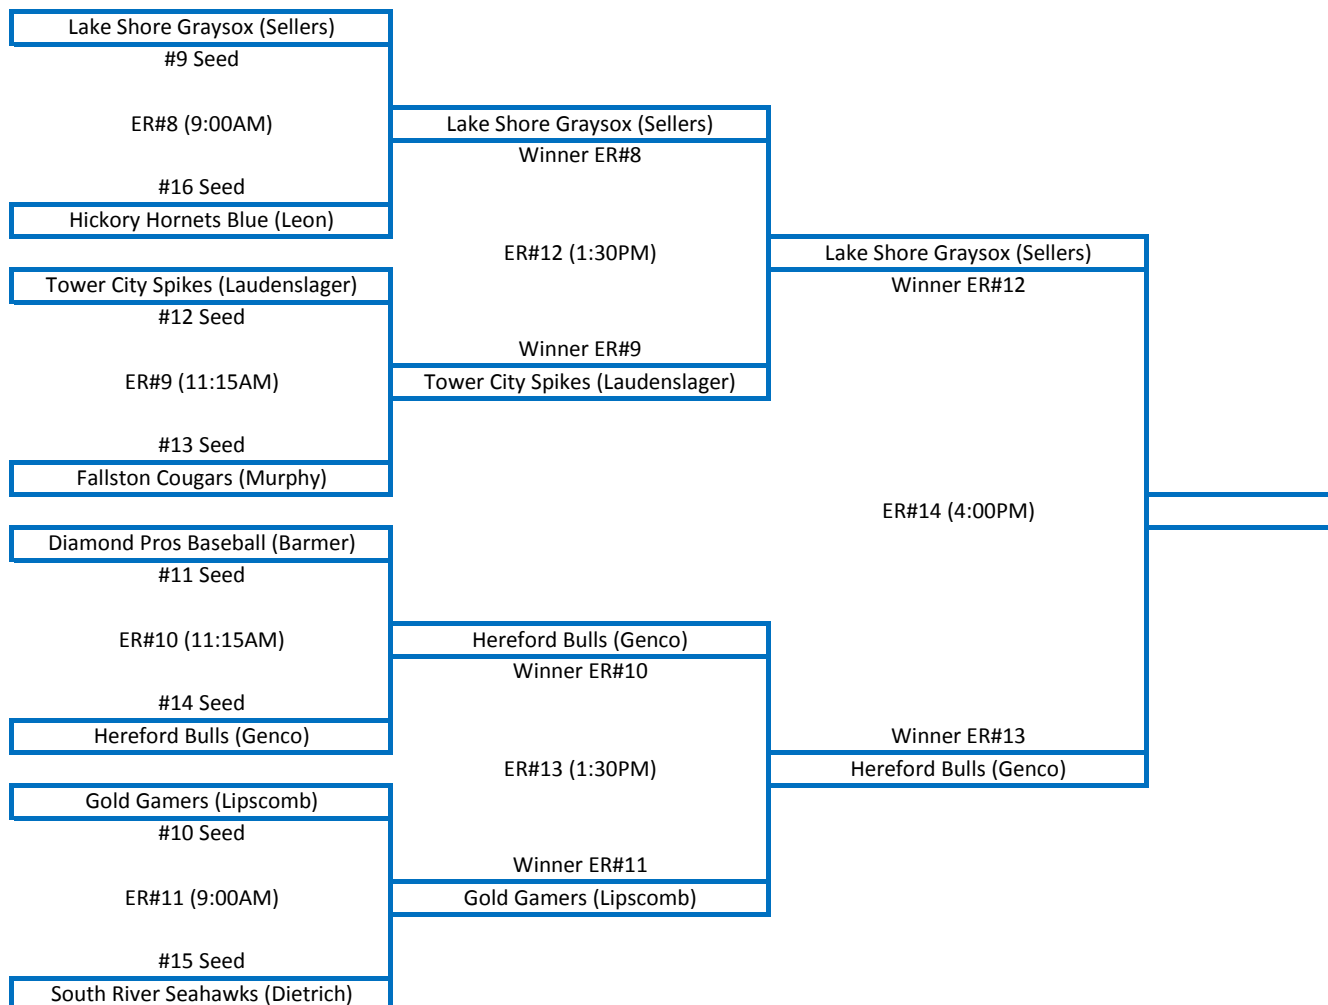 Lake Shore Graysox (Sellers)
#9 Seed
ER#8 (9:00AM)
#16 Seed
Hickory Hornets Blue (Leon)
Tower City Spikes (Laudenslager)
#12 Seed
ER#9 (11:15AM)
#13 Seed
Fallston Cougars (Murphy)
Diamond Pros Baseball (Barmer)
#11 Seed
ER#10 (11:15AM)
#14 Seed
Hereford Bulls (Genco)
Gold Gamers (Lipscomb)
#10 Seed
ER#11 (9:00AM)
#15 Seed
South River Seahawks (Dietrich)
Lake Shore Graysox (Sellers)
Winner ER#8
ER#12 (1:30PM)
Winner ER#9
Tower City Spikes (Laudenslager)
Hereford Bulls (Genco)
Winner ER#10
ER#13 (1:30PM)
Winner ER#11
Gold Gamers (Lipscomb)
Lake Shore Graysox (Sellers)
Winner ER#12
ER#14 (4:00PM)
Winner ER#13
Hereford Bulls (Genco)